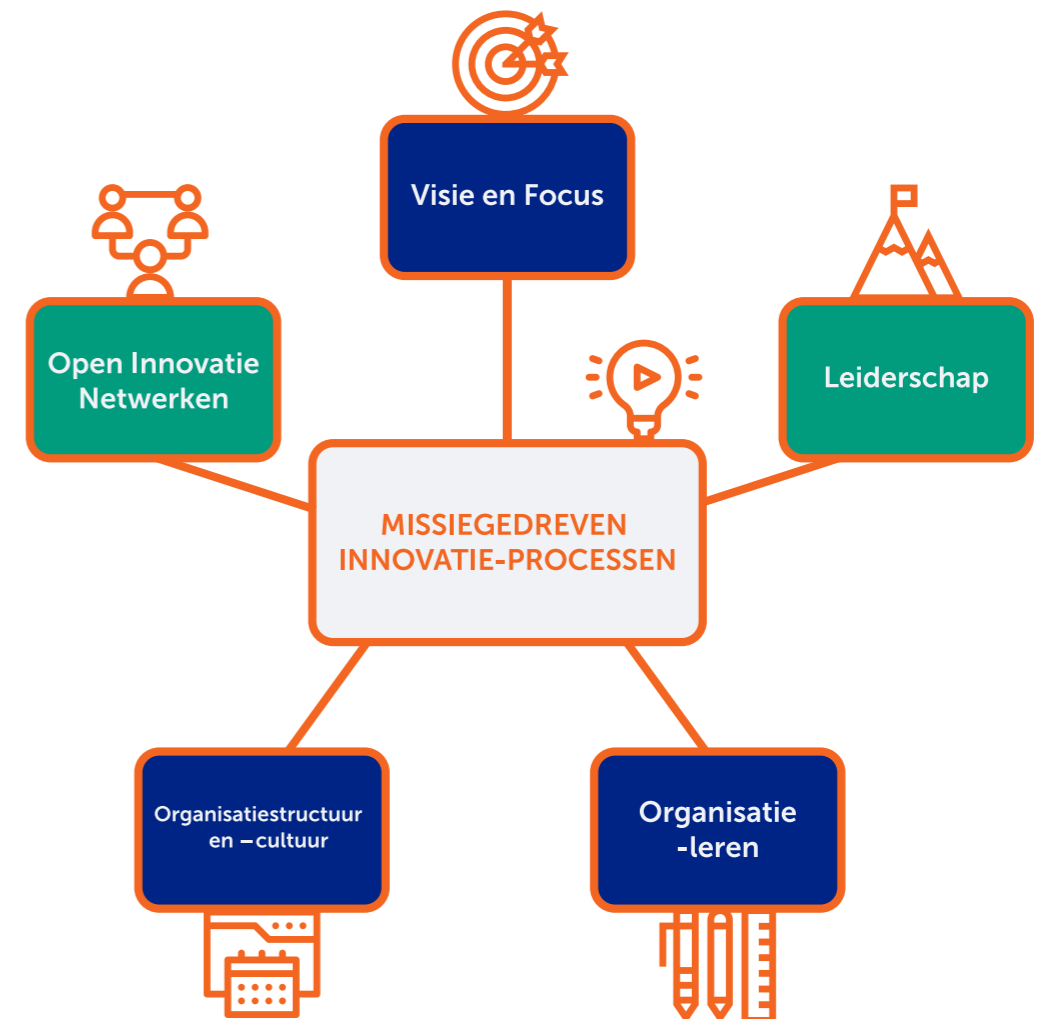 Visie en Focus
Open Innovatie
Netwerken
Leiderschap
MISSIEGEDREVEN
INNOVATIE-PROCESSEN
Organisatiestructuur
en –cultuur
Organisatie
-leren